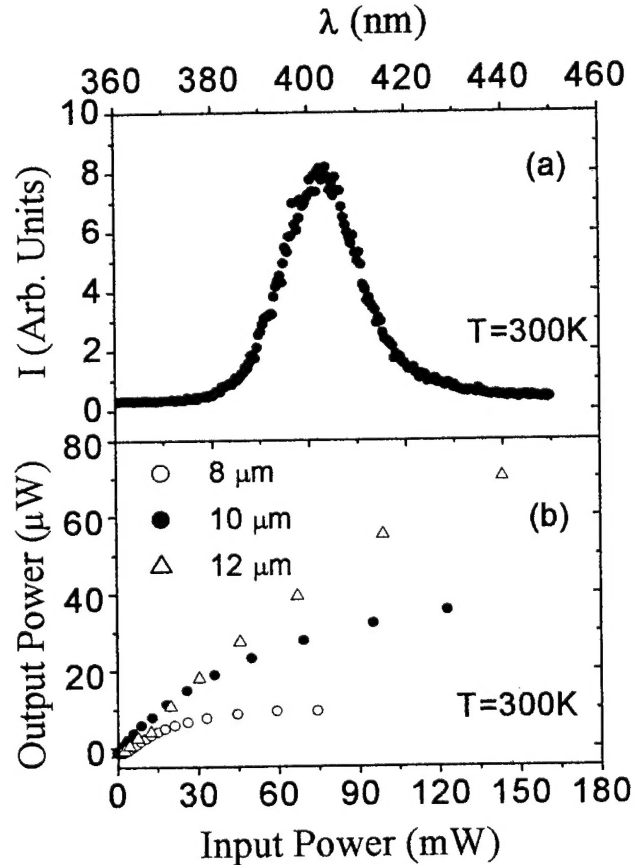 λ (nm)
360 380 400 420 440 460
10
8
6
4
2
0
I (Arb. Units)
(a)
T=300K
80
60
40
20
0
Output Power (μW)
8 μm
10 μm
12 μm
(b)
T=300K
0 30 60 90 120 150 180
Input Power (mW)